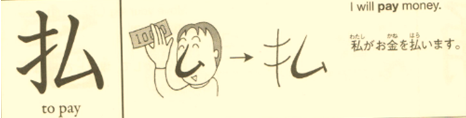 払
to pay
払
I will pay money.
わたし かね はら
私がお金を払います。